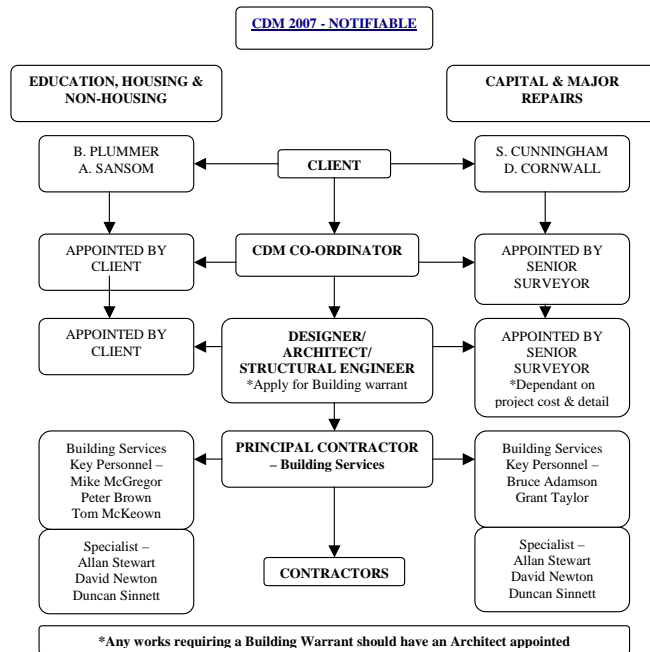 CDM 2007 - NOTIFIABLE
EDUCATION, HOUSING &
NON-HOUSING
CAPITAL & MAJOR
REPAIRS
B. PLUMMER
A. SANSOM
CLIENT
S. CUNNINGHAM
D. CORNWALL
APPOINTED BY
CLIENT
CDM CO-ORDINATOR
APPOINTED BY
SENIOR
SURVEYOR
APPOINTED BY
CLIENT
DESIGNER/
ARCHITECT/
STRUCTURAL ENGINEER
*Apply for Building warrant
APPOINTED BY
SENIOR
SURVEYOR
*Dependant on
project cost & detail
Building Services
Key Personnel –
Mike McGregor
Peter Brown
Tom McKeown
PRINCIPAL CONTRACTOR
– Building Services
Building Services
Key Personnel –
Bruce Adamson
Grant Taylor
Specialist –
Allan Stewart
David Newton
Duncan Sinnett
CONTRACTORS
Specialist –
Allan Stewart
David Newton
Duncan Sinnett
*Any works requiring a Building Warrant should have an Architect appointed